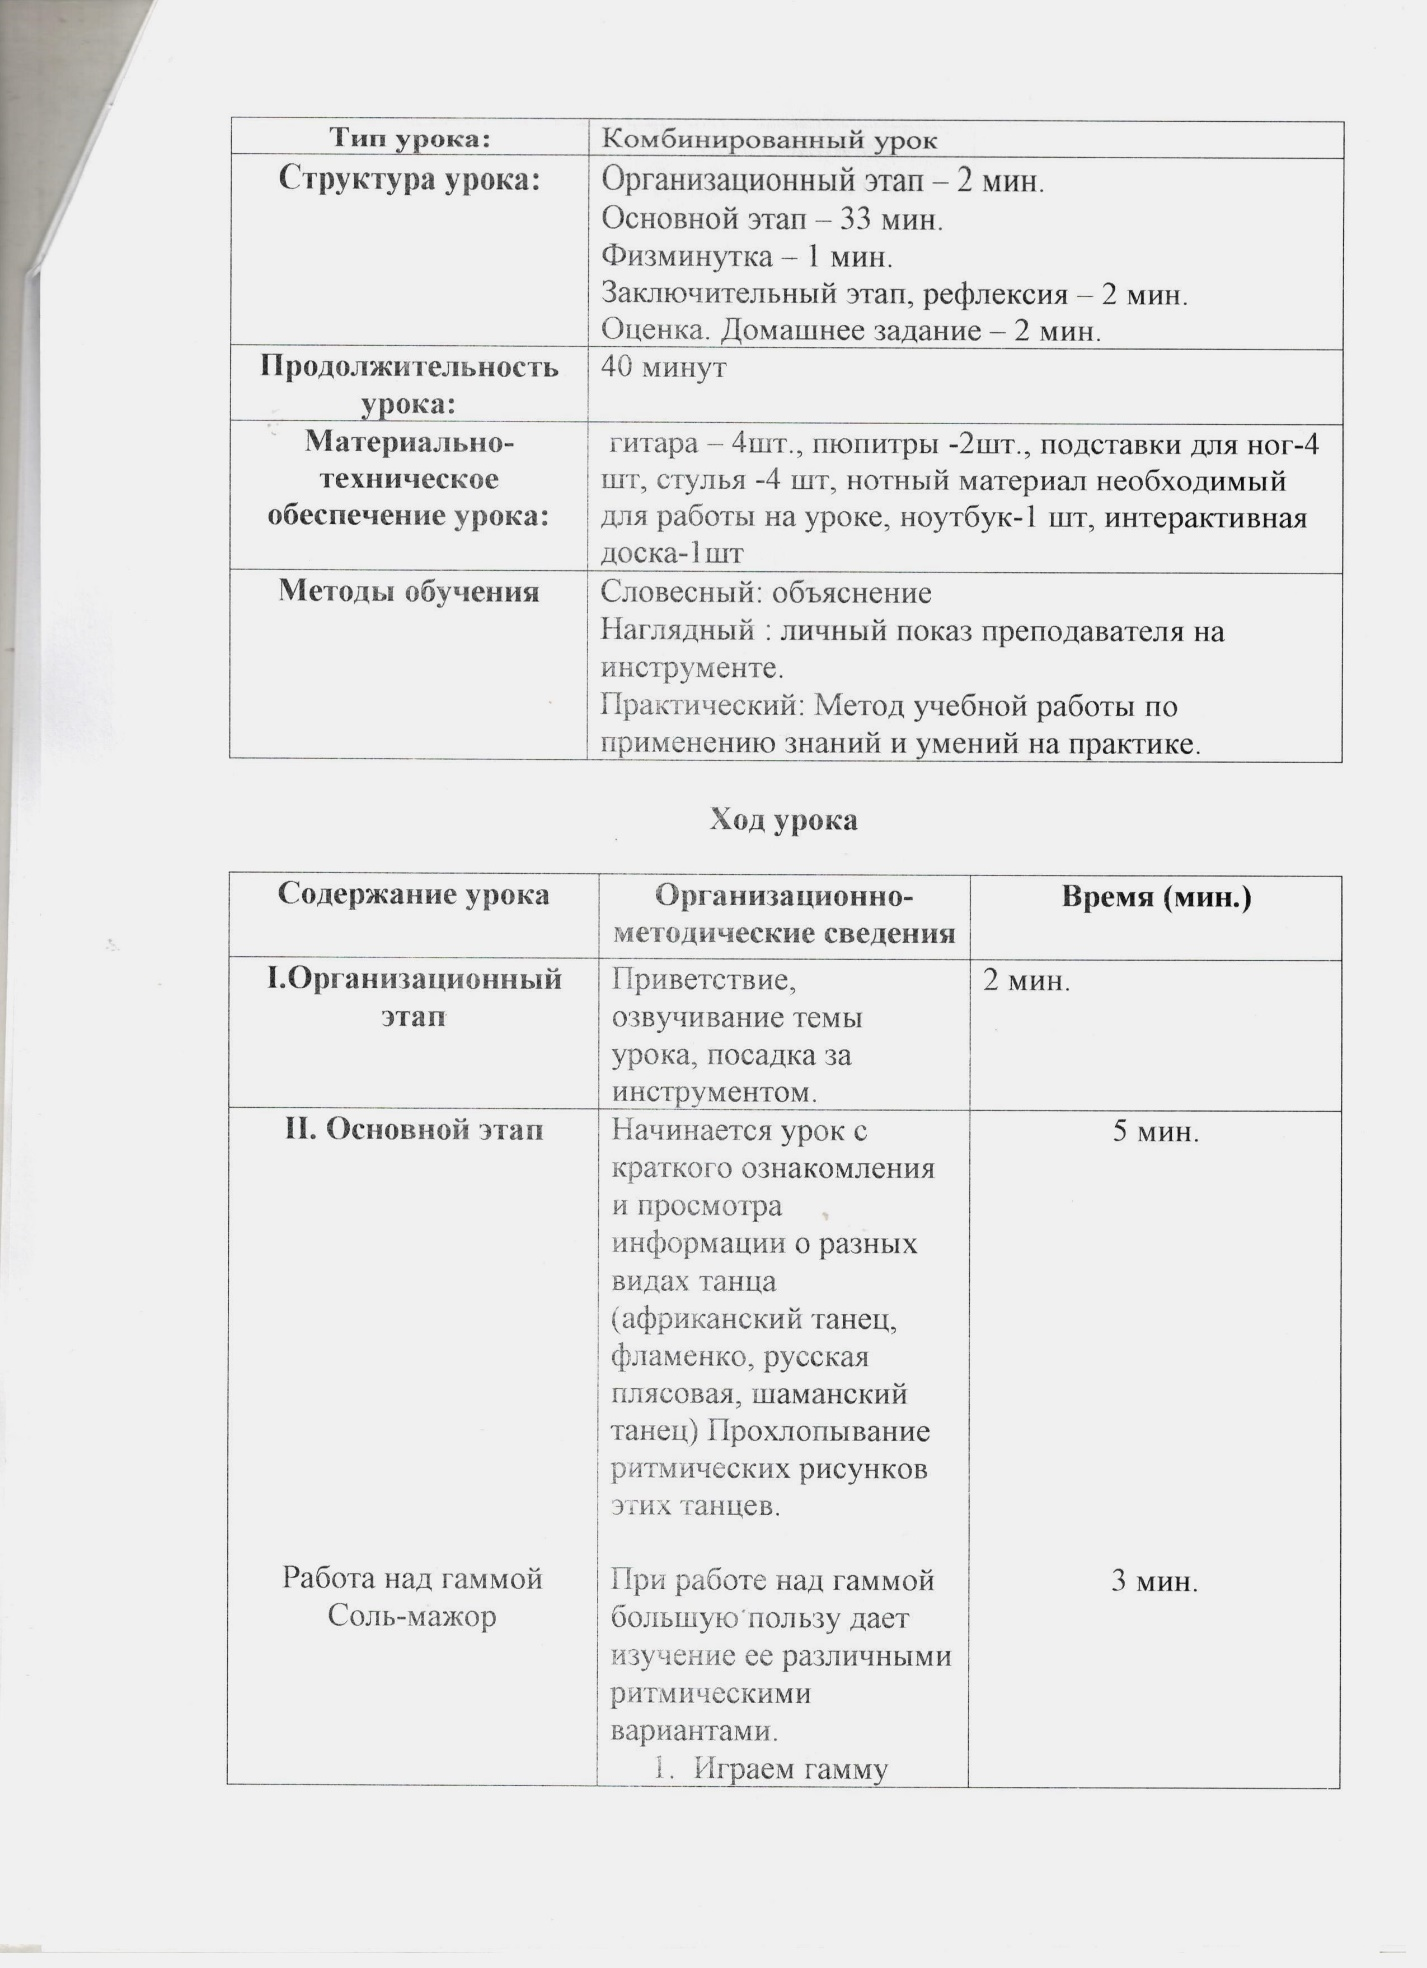 Тип урока: Комбинированный урок
Структура урока: Организационный этап – 2 мин.
Основной этап – 33 мин.
Физминутка – 1 мин.
Заключительный этап, рефлексия – 2 мин.
Оценка. Домашнее задание – 2 мин.
Продолжительность урока: 40 минут
Материально-
техническое
обеспечение урока:
гитара – 4шт., пюпитры -2шт., подставки для ног-4
шт, стулья -4 шт, нотный материал необходимый
для работы на уроке, ноутбук-1 шт, интерактивная
доска-1шт
Методы обучения
Словесный: объяснение
Наглядный : личный показ преподавателя на
инструменте.
Практический: Метод учебной работы по
применению знаний и умений на практике.
Ход урока
Содержание урока
Организационно-
методические сведения
Время (мин.)
I.Организационный
этап
Приветствие,
озвучивание темы
урока, посадка за
инструментом.
2 мин.
II. Основной этап
Начинается урок с
краткого ознакомления
и просмотра
информации о разных
видах танца
(африканский танец,
фламенко, русская
плясовая, шаманский
танец) Прохлопывание
ритмических рисунков
этих танцев.
5 мин.
Работа над гаммой
Соль-мажор
При работе над гаммой
большую пользу дает
изучение ее различными
ритмическими
вариантами.
1. Играем гамму
3 мин.